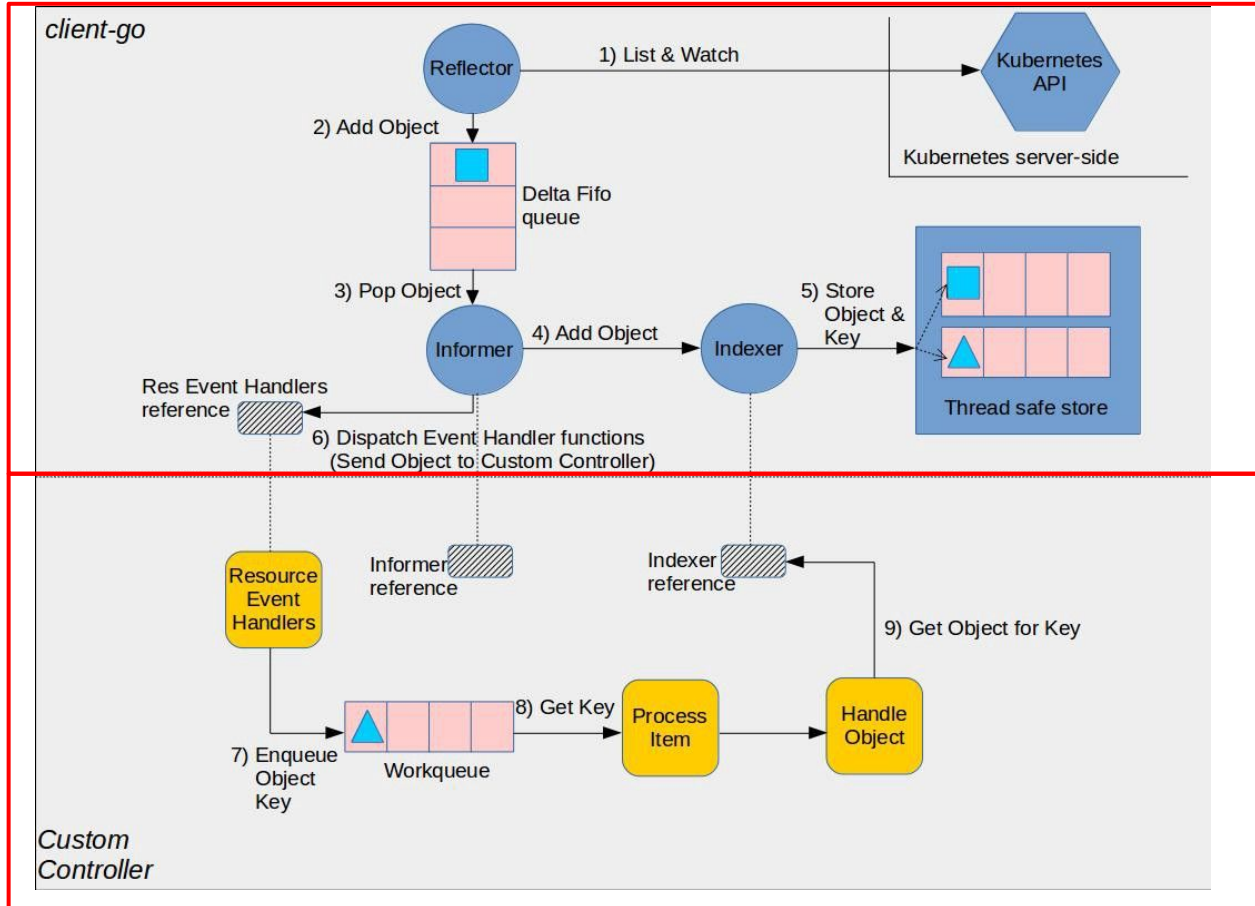 client-go
Reflector
1) List & Watch
Kubernetes
API
2) Add Object
Kubernetes server-side
Delta Fifo
queue
3) Pop Object
Informer
4) Add Object
Indexer
5) Store
Object &
Key
Thread safe store
Res Event Handlers
reference
6) Dispatch Event Handler functions
(Send Object to Custom Controller)
Resource
Event
Handlers
Informer
reference
Indexer
reference
9) Get Object for Key
7) Enqueue
Object
Key
Workqueue
8) Get Key
Process
Item
Handle
Object
Custom
Controller